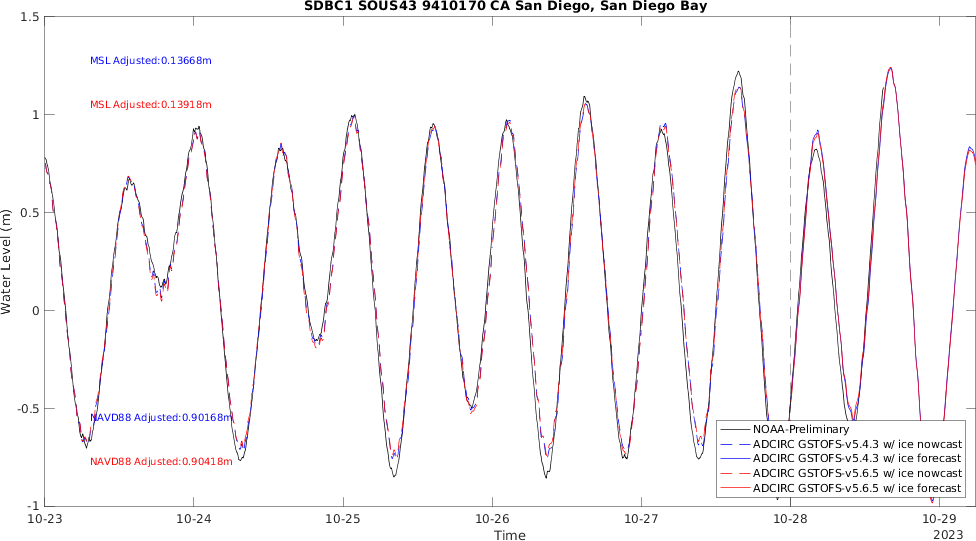 SDBC1 SOUS43 9410170 CA San Diego, San Diego Bay
1.5
MSL Adjusted:0.13668m
MSL Adjusted:0.13918m
1
0.5
Water Level (m)
0
-0.5
NAVD88 Adjusted:0.90168m
NAVD88 Adjusted:0.90418m
NOAA-Preliminary
ADCIRC GSTOFS-v5.4.3 w/ ice nowcast
ADCIRC GSTOFS-v5.4.3 w/ ice forecast
ADCIRC GSTOFS-v5.6.5 w/ ice nowcast
ADCIRC GSTOFS-v5.6.5 w/ ice forecast
-1
10-23 10-24 10-25 10-26 10-27 10-28 10-29
Time
2023